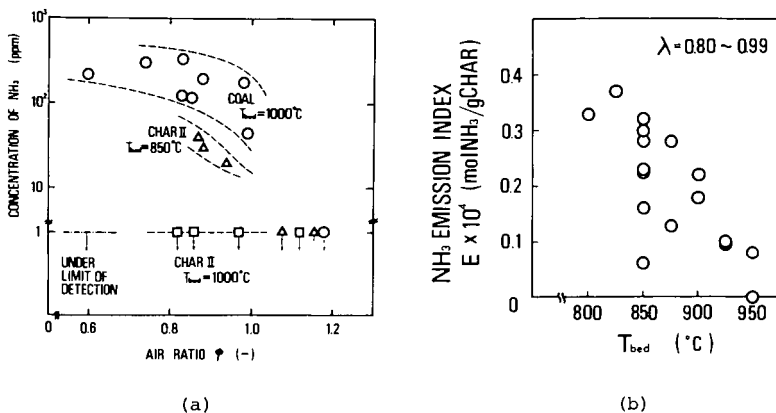 10³
10²
10
1
0 0.6 0.8 1.0 1.2
CONCENTRATION OF NH₃ (ppm)
AIR RATIO φ (-)
COAL
T_bed=1000°C
CHAR II
T_bed=850°C
UNDER
LIMIT OF
DETECTION
CHAR II
T_bed=1000°C
(a)
λ=0.80~0.99
NH₃ EMISSION INDEX
E × 10⁴ (molNH₃/gCHAR)
0.4
0.3
0.2
0.1
0
800 850 900 950
T_bed (°C)
(b)